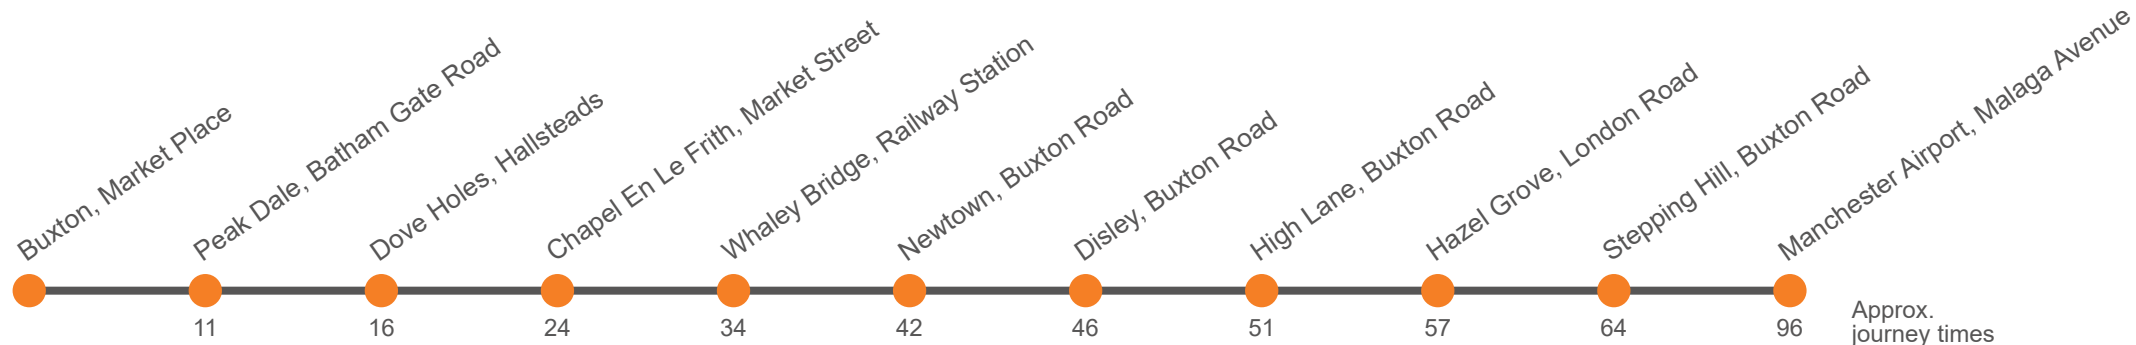 Buxton, Market Place
Peak Dale, Batham Gate Road
Dove Holes, Hallsteads
Chapel En Le Frith, Market Street
Whaley Bridge, Railway Station
Newtown, Buxton Road
Disley, Buxton Road
High Lane, Buxton Road
Hazel Grove, London Road
Stepping Hill, Buxton Road
Manchester Airport, Malaga Avenue
11
16
24
34
42
46
51
57
64
96
Approx.
journey times